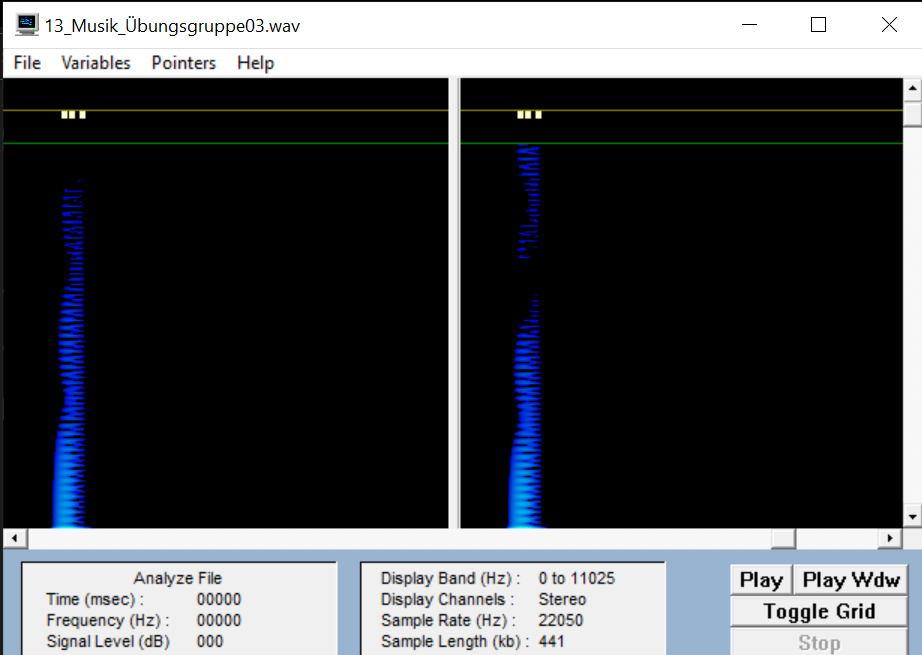 13_Musik_Übungsgruppe03.wav
File Variables Pointers Help
Analyze File
Time (msec) : 00000
Frequency (Hz) : 00000
Signal Level (dB) 000
Display Band (Hz) : 0 to 11025
Display Channels : Stereo
Sample Rate (Hz) : 22050
Sample Length (kb) : 441
Play Play Wdw
Toggle Grid
Stop